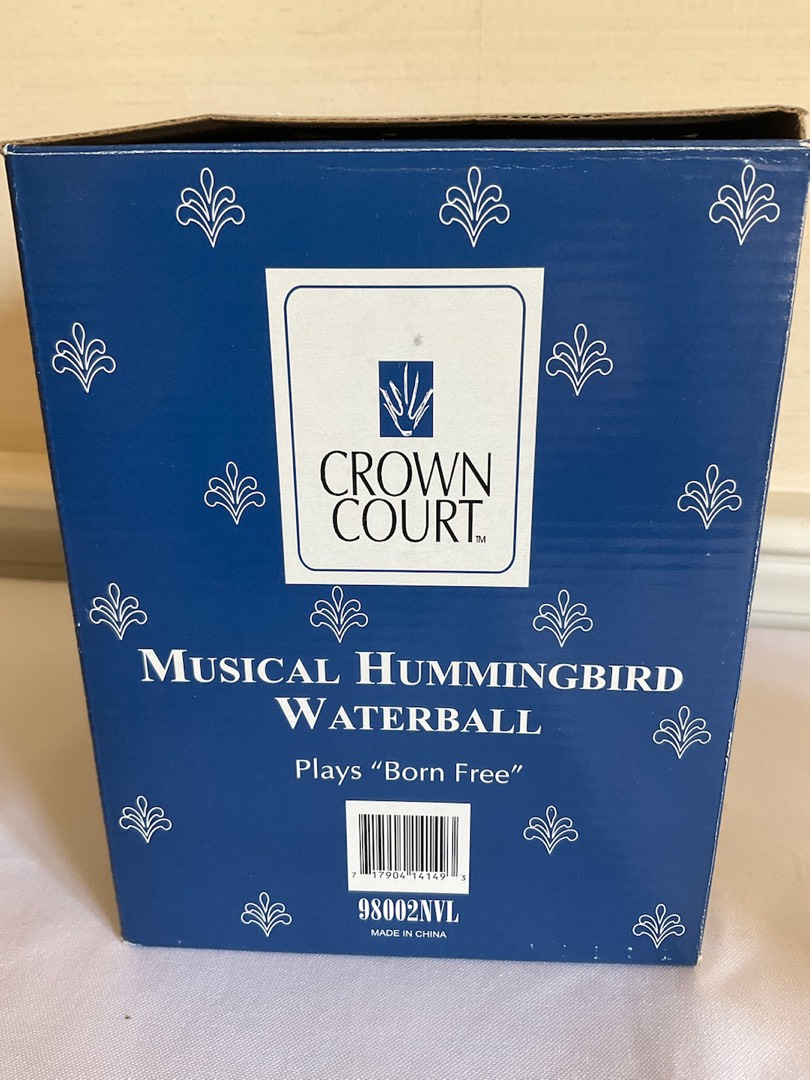 CROWN
COURT™
MUSICAL HUMMINGBIRD
WATERBALL
Plays “Born Free”
7 17904 14149 3
98002NVL
MADE IN CHINA